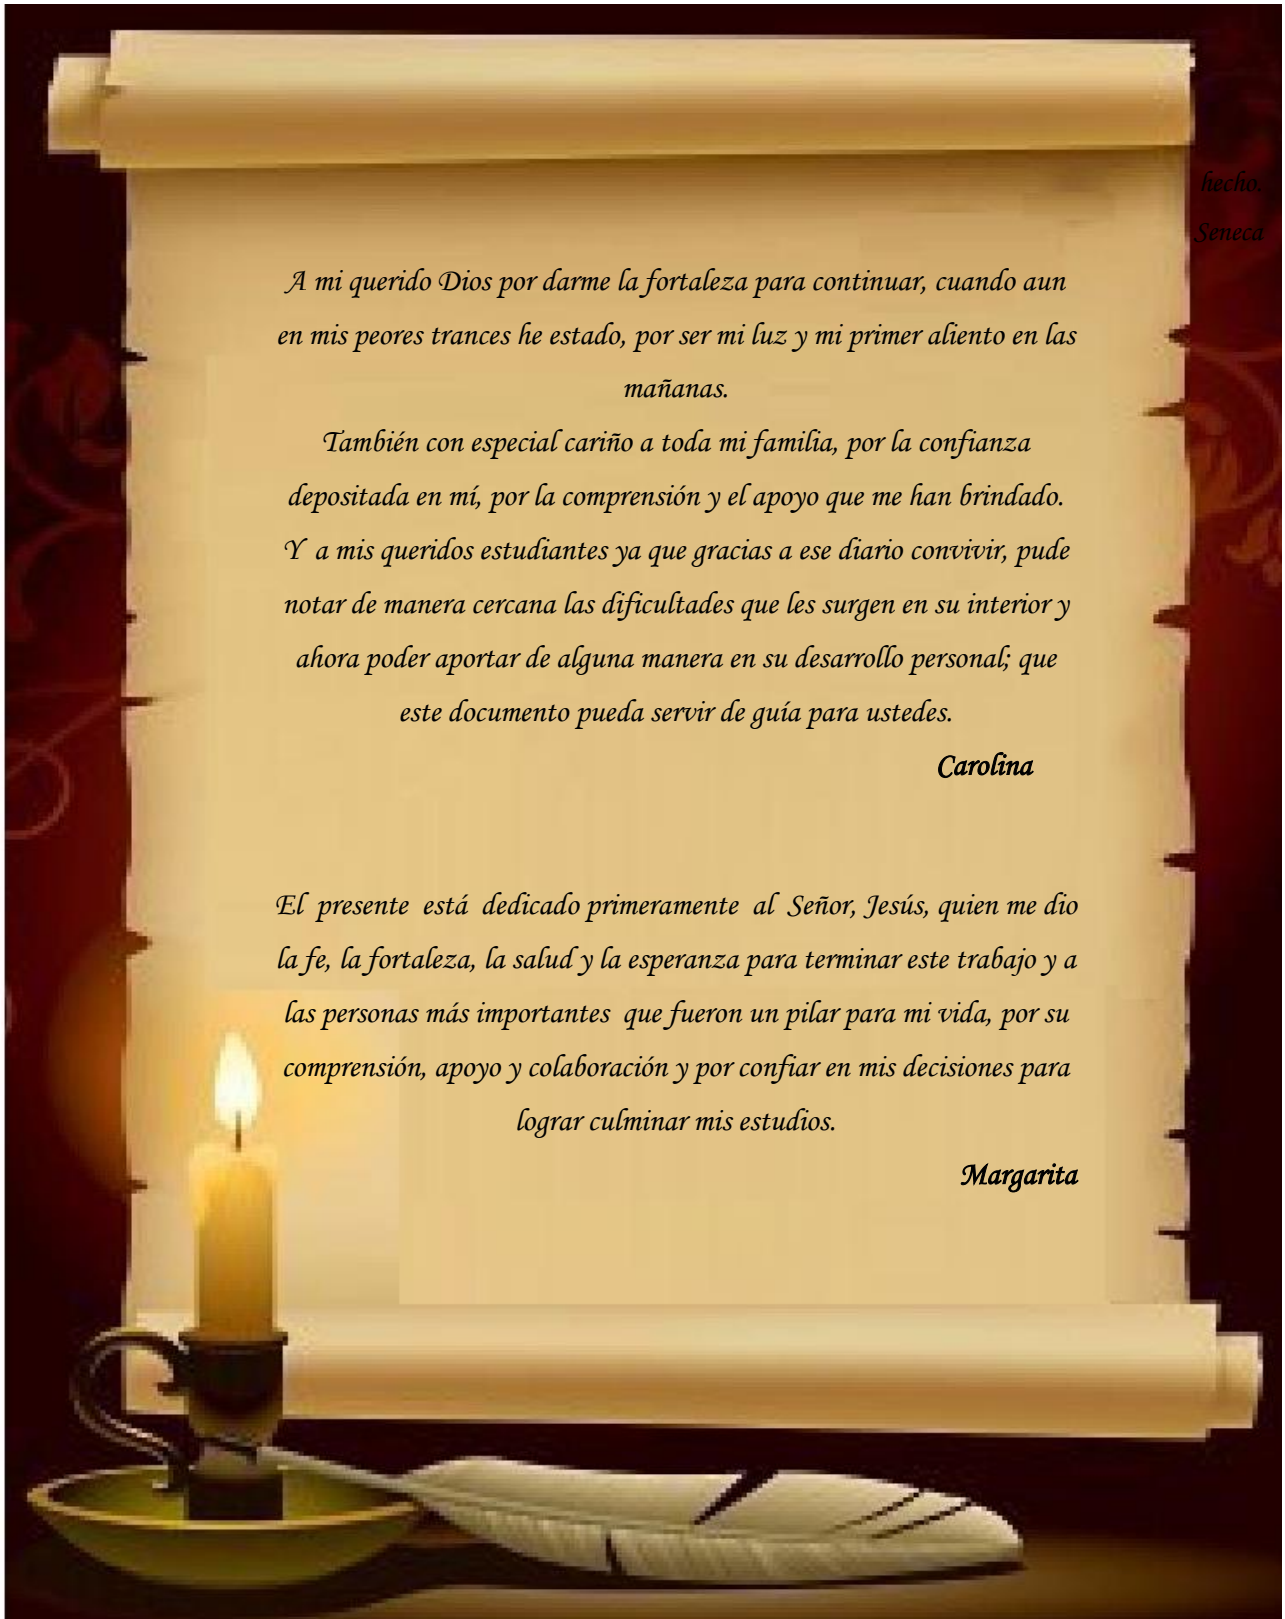 hecho.
Seneca
A mi querido Dios por darme la fortaleza para continuar, cuando aun
en mis peores trances he estado, por ser mi luz y mi primer aliento en las
mañanas.
También con especial cariño a toda mi familia, por la confianza
depositada en mí, por la comprensión y el apoyo que me han brindado.
Y a mis queridos estudiantes ya que gracias a ese diario convivir, pude
notar de manera cercana las dificultades que les surgen en su interior y
ahora poder aportar de alguna manera en su desarrollo personal; que
este documento pueda servir de guía para ustedes.
Carolina
El presente está dedicado primeramente al Señor, Jesús, quien me dio
la fe, la fortaleza, la salud y la esperanza para terminar este trabajo y a
las personas más importantes que fueron un pilar para mi vida, por su
comprensión, apoyo y colaboración y por confiar en mis decisiones para
lograr culminar mis estudios.
Margarita